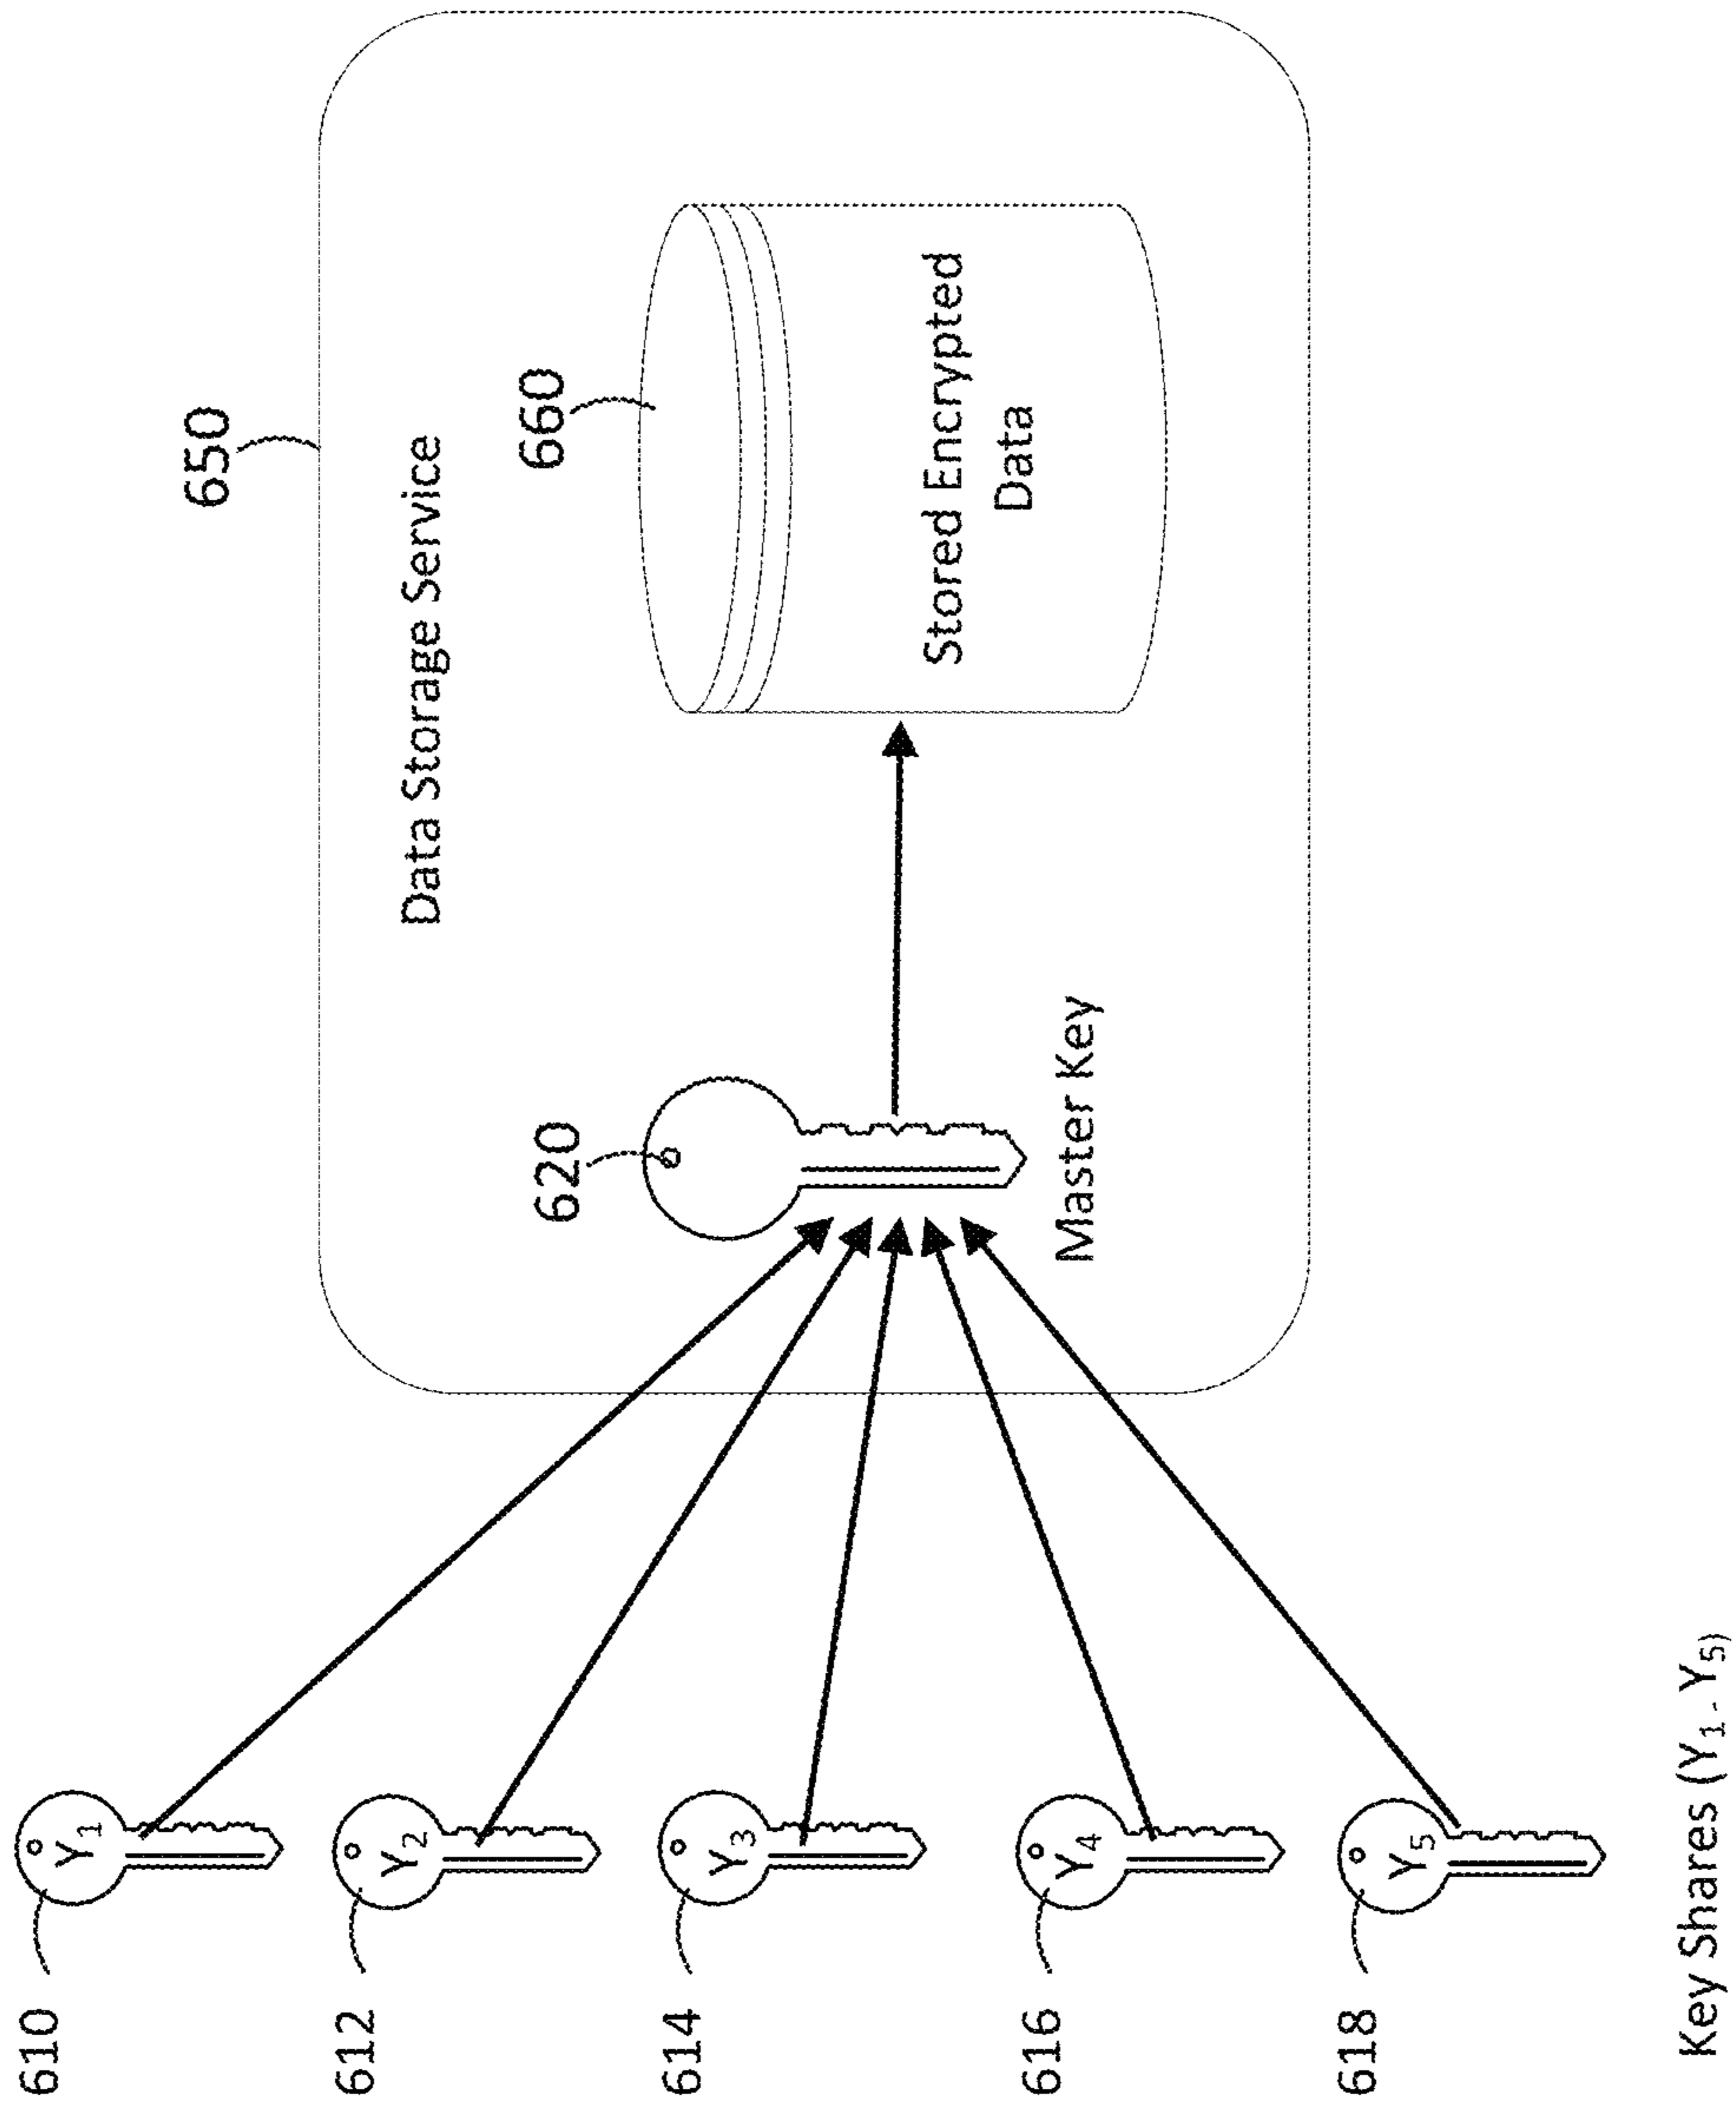 650
Data Storage Service
660
Stored Encrypted
Data
620
Master Key
610
Y1
612
Y2
614
Y3
616
Y4
618
Y5
Key Shares (Y1 - Y5)